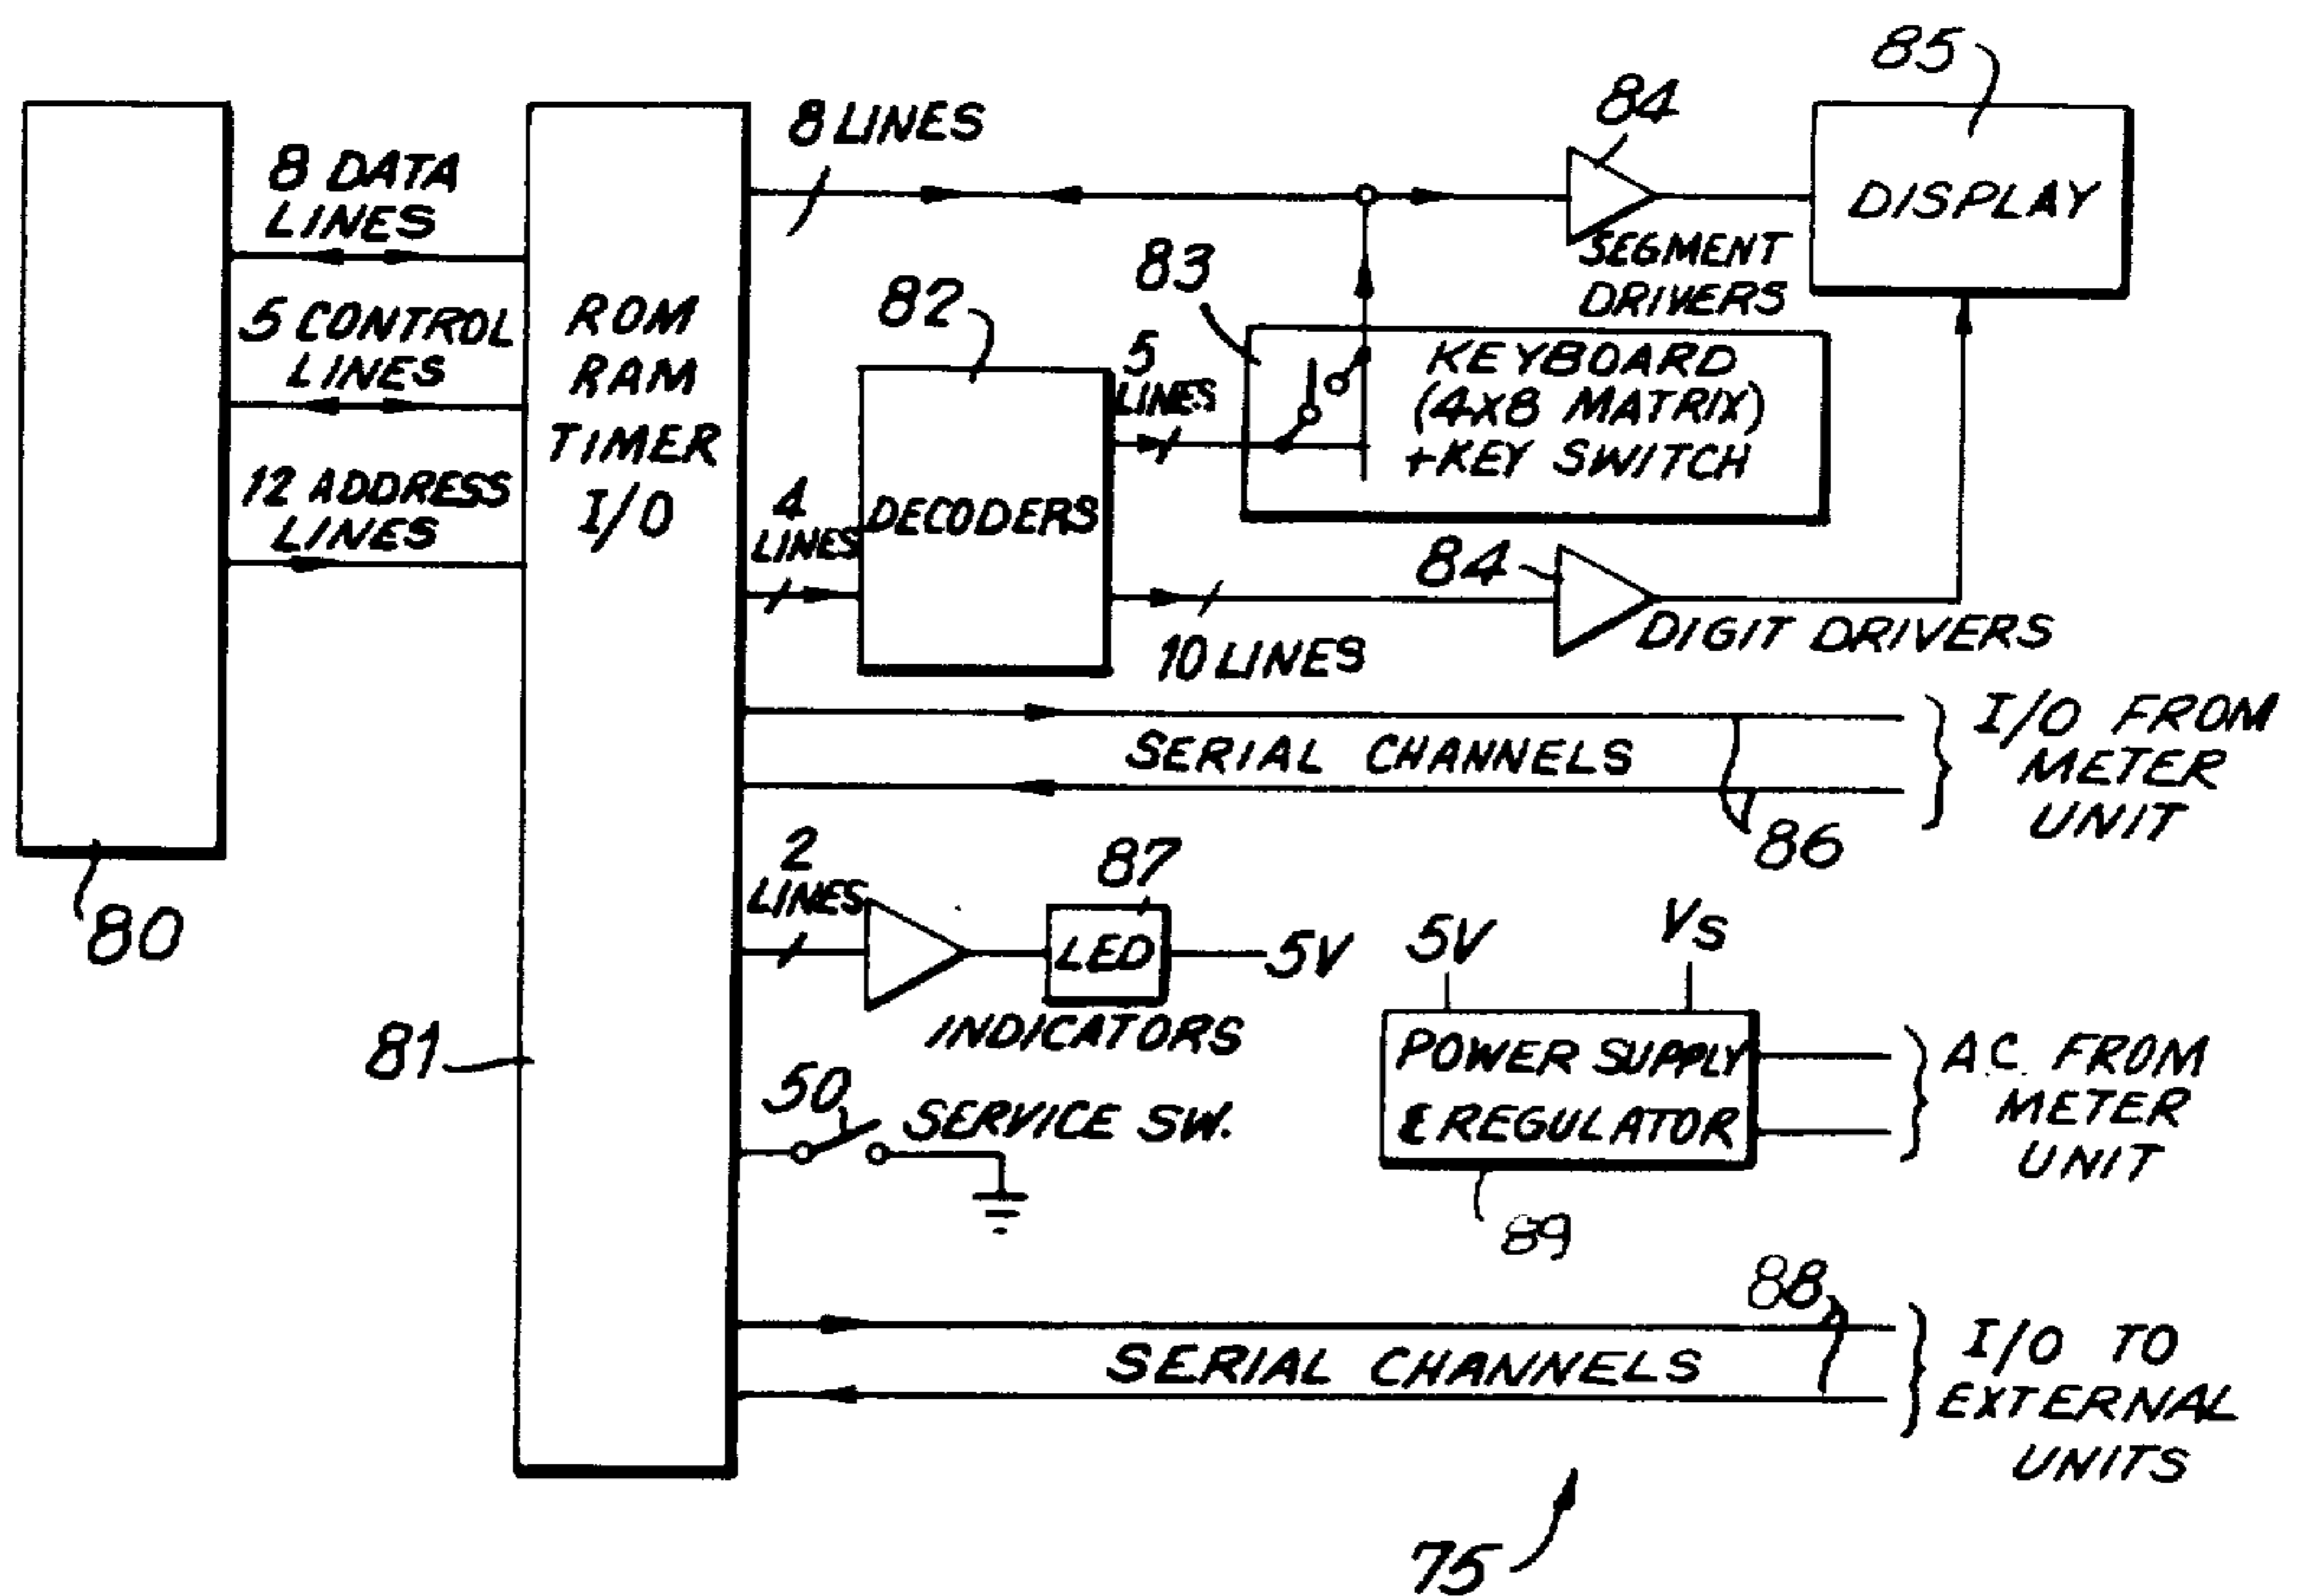 85
84
8 LINES
8 DATA
LINES
DISPLAY
SEGMENT
DRIVERS
83
82
5 CONTROL
LINES
ROM
RAM
TIMER
I/O
5
LINES
KEYBOARD
(4X8 MATRIX)
+KEY SWITCH
12 ADDRESS
LINES
4
LINES
DECODERS
84
DIGIT DRIVERS
10 LINES
I/O FROM
METER
UNIT
SERIAL CHANNELS
86
2
LINES
87
80
LED
5V
5V
Vs
INDICATORS
81
POWER SUPPLY
& REGULATOR
A.C. FROM
METER
UNIT
50
SERVICE SW.
89
88
SERIAL CHANNELS
I/O TO
EXTERNAL
UNITS
75